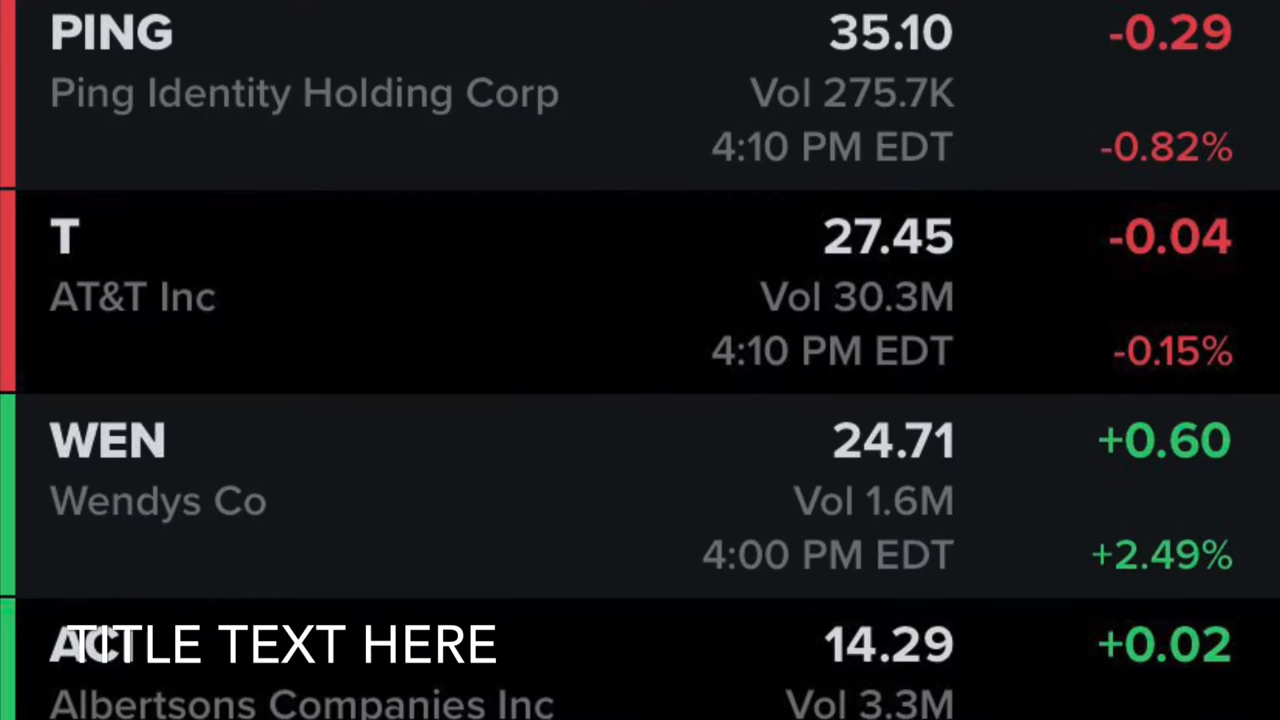 PING 35.10 -0.29
Ping Identity Holding Corp Vol 275.7K
4:10 PM EDT -0.82%
T 27.45 -0.04
AT&T Inc Vol 30.3M
4:10 PM EDT -0.15%
WEN 24.71 +0.60
Wendys Co Vol 1.6M
4:00 PM EDT +2.49%
ACI 14.29 +0.02
TITLE TEXT HERE
Albertsons Companies Inc Vol 3.3M